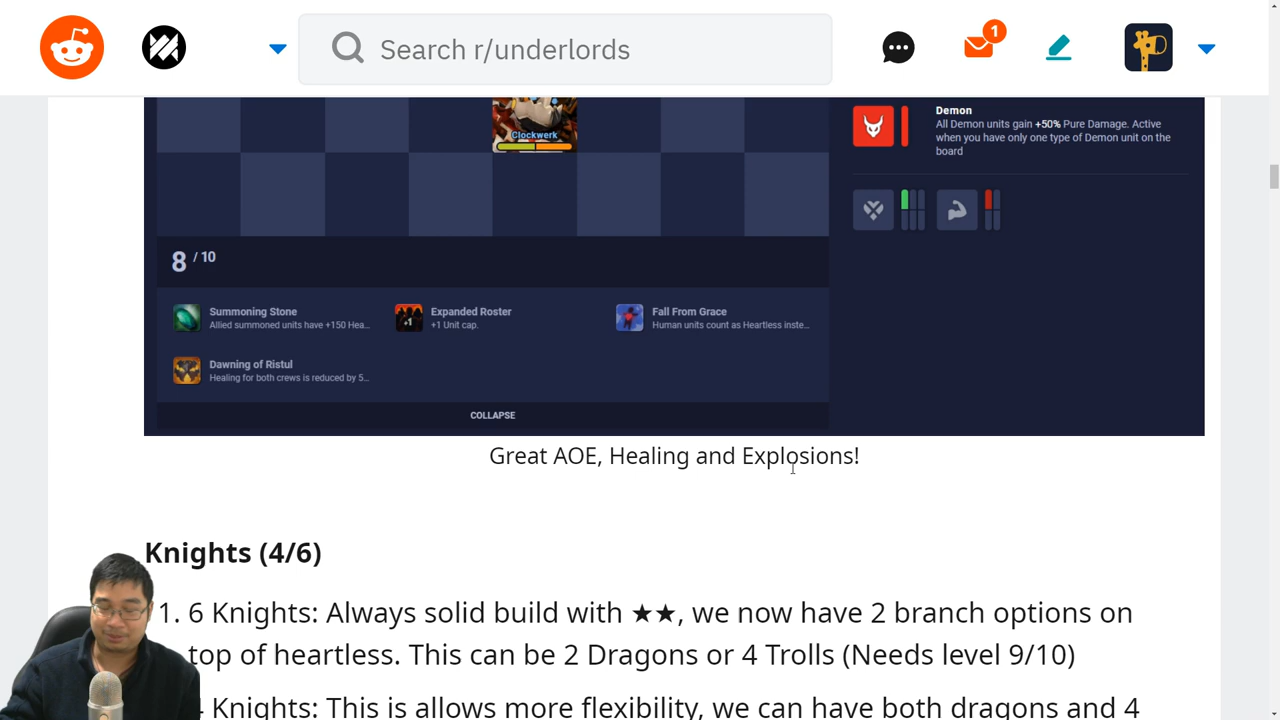 Search r/underlords
1
Clockwerk
Demon
All Demon units gain +50% Pure Damage. Active
when you have only one type of Demon unit on the
board
8 / 10
Summoning Stone
Allied summoned units have +150 Hea...
Expanded Roster
+1 Unit cap.
+1
Fall From Grace
Human units count as Heartless inste...
Dawning of Ristul
Healing for both crews is reduced by 5...
COLLAPSE
Great AOE, Healing and Explosions!
Knights (4/6)
1. 6 Knights: Always solid build with ★★, we now have 2 branch options on
top of heartless. This can be 2 Dragons or 4 Trolls (Needs level 9/10)
Knights: This is allows more flexibility, we can have both dragons and 4